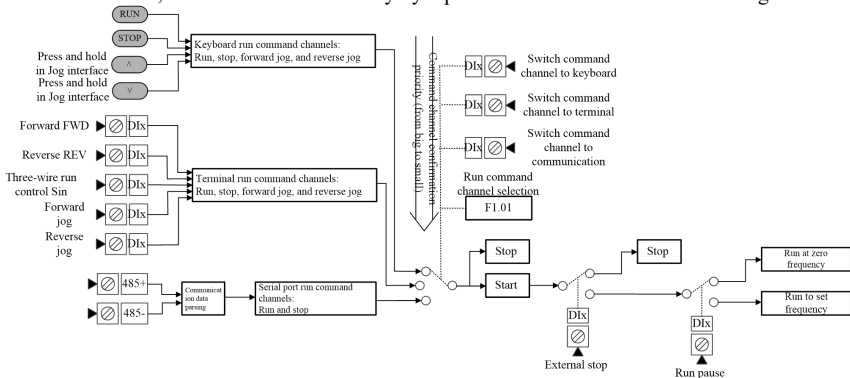 RUN
STOP
Press and hold
in Jog interface
^
Press and hold
in Jog interface
v
Keyboard run command channels:
Run, stop, forward jog, and reverse jog
Forward FWD
DIx
Reverse REV
DIx
Three-wire run
control Sin
DIx
Forward
jog
DIx
Reverse
jog
DIx
Terminal run command channels:
Run, stop, forward jog, and reverse jog
485+
485-
Communicat
ion data
parsing
Serial port run command
channels:
Run and stop
Command channel confirmation
priority (from big to small)
DIx
Switch command
channel to keyboard
DIx
Switch command
channel to terminal
DIx
Switch command
channel to
communication
Run command
channel selection
F1.01
Stop
Start
Stop
DIx
External stop
DIx
Run pause
Run at zero
frequency
Run to set
frequency